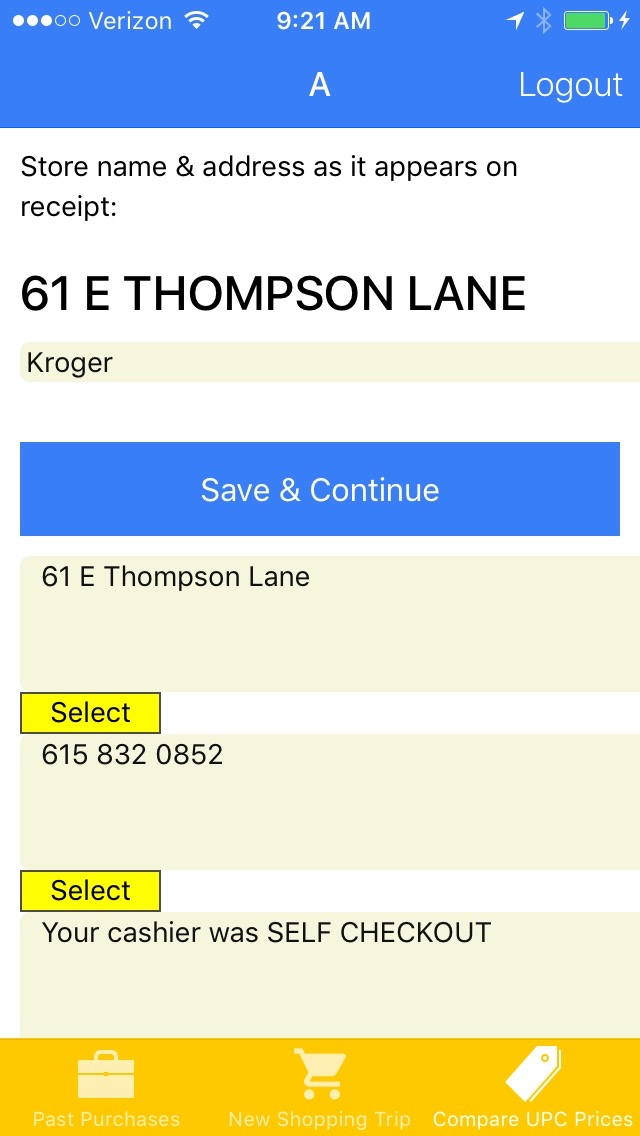 Verizon 9:21 AM
A Logout
Store name & address as it appears on
receipt:
61 E THOMPSON LANE
Kroger
Save & Continue
61 E Thompson Lane
Select
615 832 0852
Select
Your cashier was SELF CHECKOUT
Past Purchases New Shopping Trip Compare UPC Prices